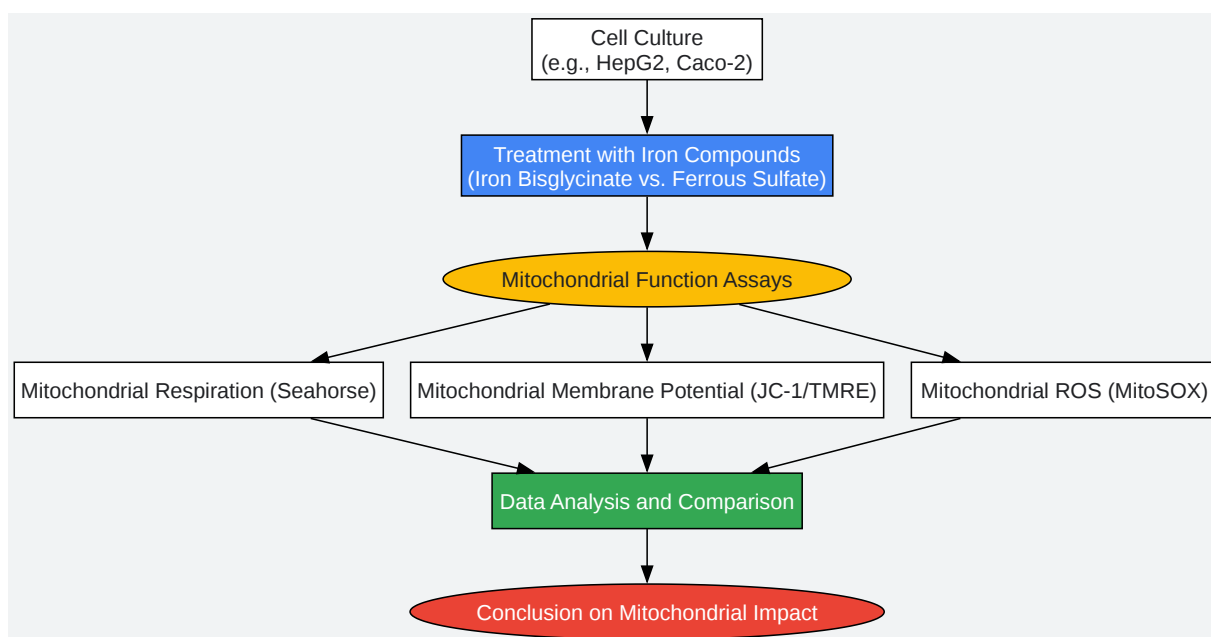 Cell Culture
(e.g., HepG2, Caco-2)
Treatment with Iron Compounds
(Iron Bisglycinate vs. Ferrous Sulfate)
Mitochondrial Function Assays
Mitochondrial Respiration (Seahorse)
Mitochondrial Membrane Potential (JC-1/TMRE)
Mitochondrial ROS (MitoSOX)
Data Analysis and Comparison
Conclusion on Mitochondrial Impact